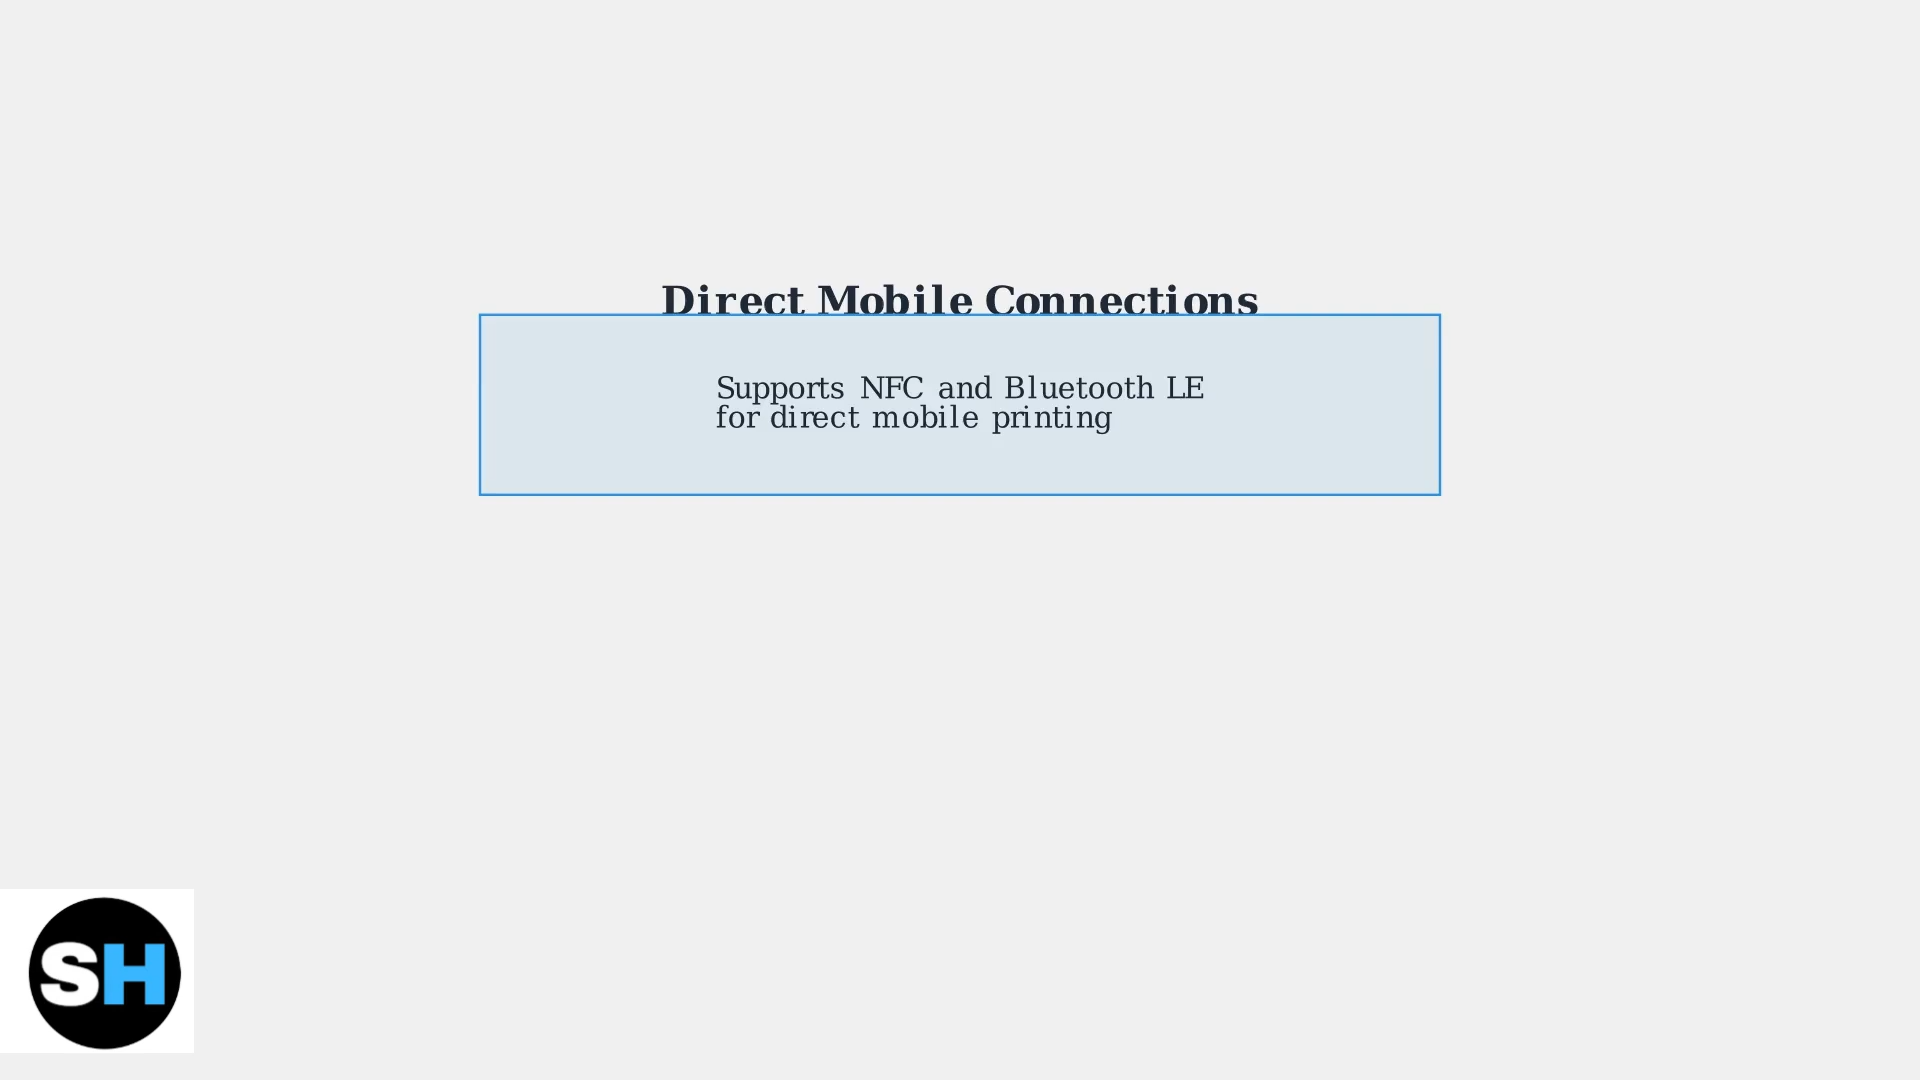 Direct Mobile Connections
Supports NFC and Bluetooth LE
for direct mobile printing
SH